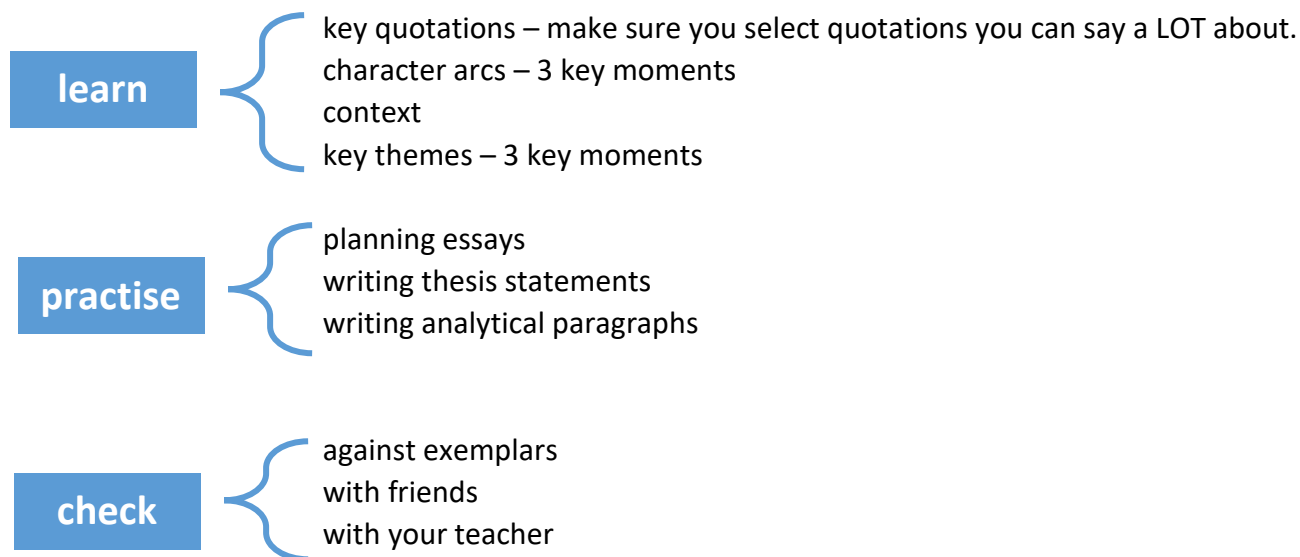 learn
key quotations – make sure you select quotations you can say a LOT about.
character arcs – 3 key moments
context
key themes – 3 key moments
practise
planning essays
writing thesis statements
writing analytical paragraphs
check
against exemplars
with friends
with your teacher